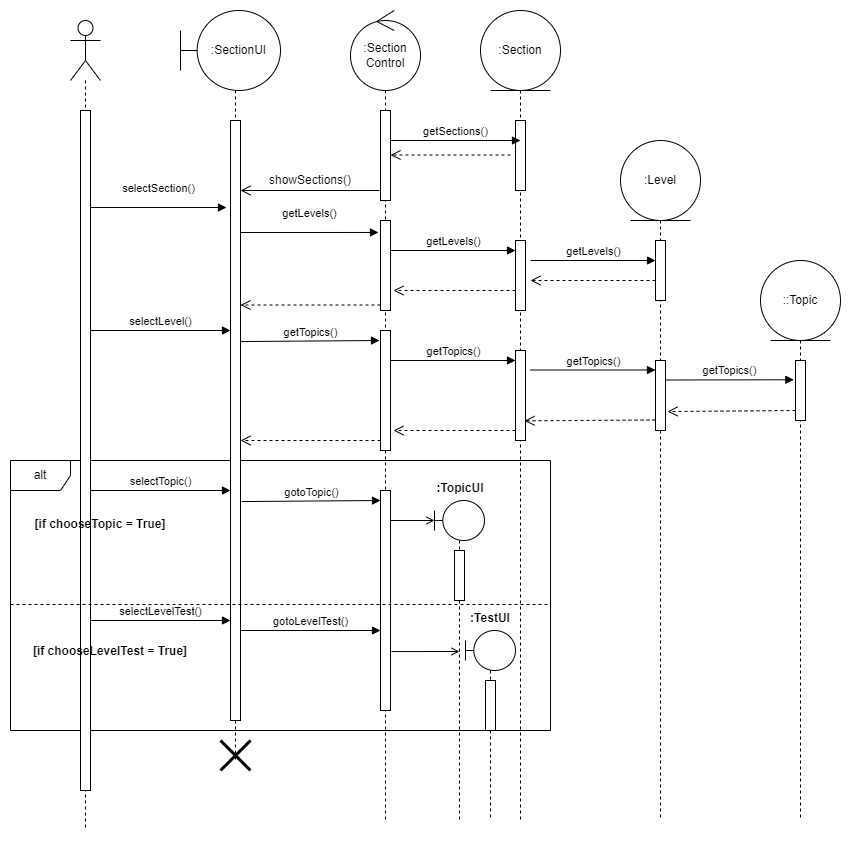 :SectionUI
:Section
Control
:Section
getSections()
showSections()
:Level
selectSection()
getLevels()
getLevels()
getLevels()
::Topic
selectLevel()
getTopics()
getTopics()
getTopics()
getTopics()
alt
selectTopic()
gotoTopic()
:TopicUI
[if chooseTopic = True]
selectLevelTest()
gotoLevelTest()
:TestUI
[if chooseLevelTest = True]